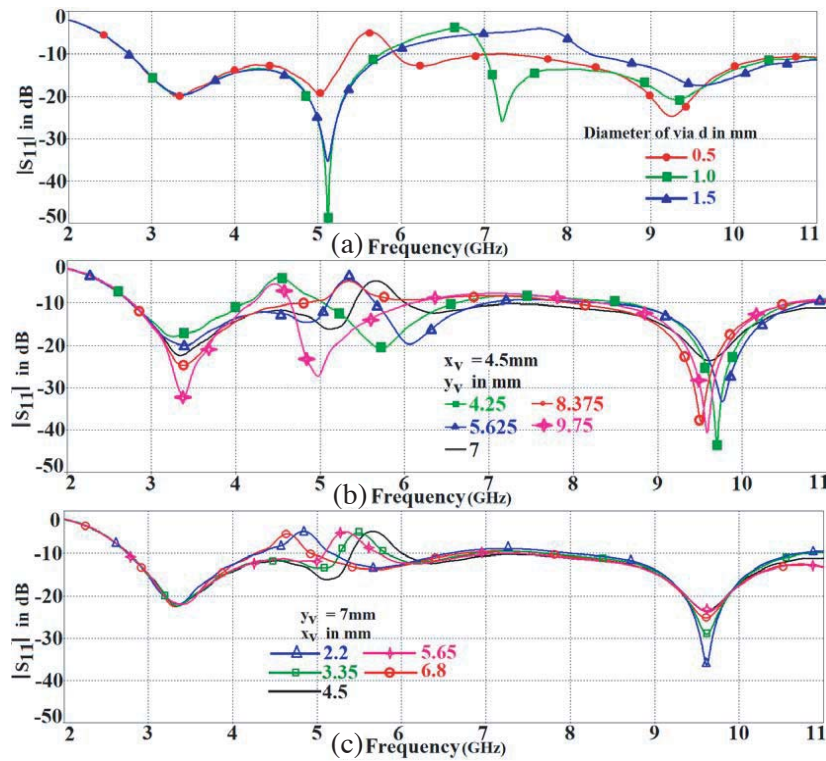 0
-10
-20
-30
-40
-50
|S11| in dB
Diameter of via d in mm
0.5
1.0
1.5
2 3 4 5 6 7 8 9 10 11
(a) Frequency(GHz)
0
-10
-20
-30
-40
-50
|S11| in dB
xv = 4.5mm
yv in mm
4.25 8.375
5.625 9.75
7
2 3 4 5 6 7 8 9 10 11
(b) Frequency(GHz)
0
-10
-20
-30
-40
-50
|S11| in dB
yv = 7mm
xv in mm
2.2 5.65
3.35 6.8
4.5
2 3 4 5 6 7 8 9 10 11
(c) Frequency(GHz)